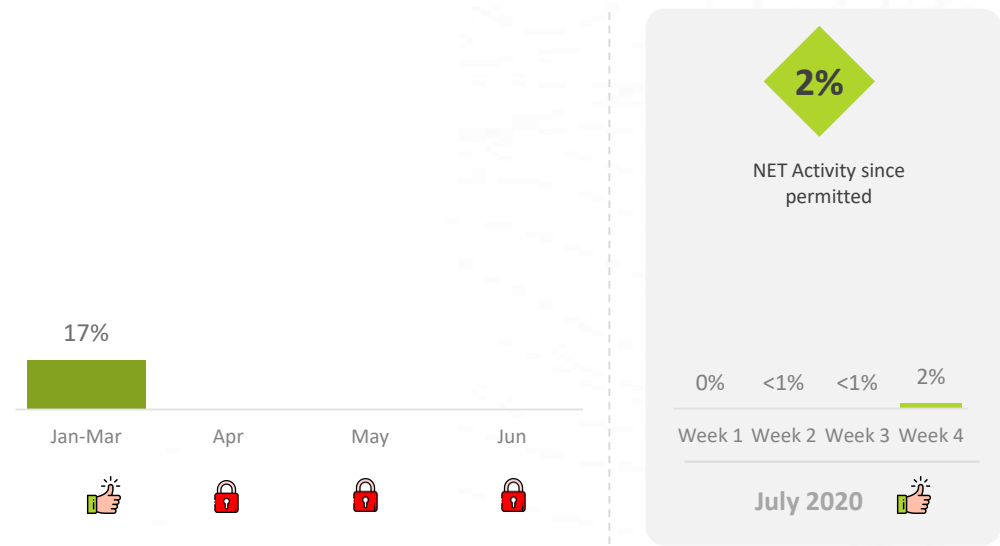 17%
Jan-Mar Apr May Jun
2%
NET Activity since
permitted
0% <1% <1% 2%
Week 1 Week 2 Week 3 Week 4
July 2020